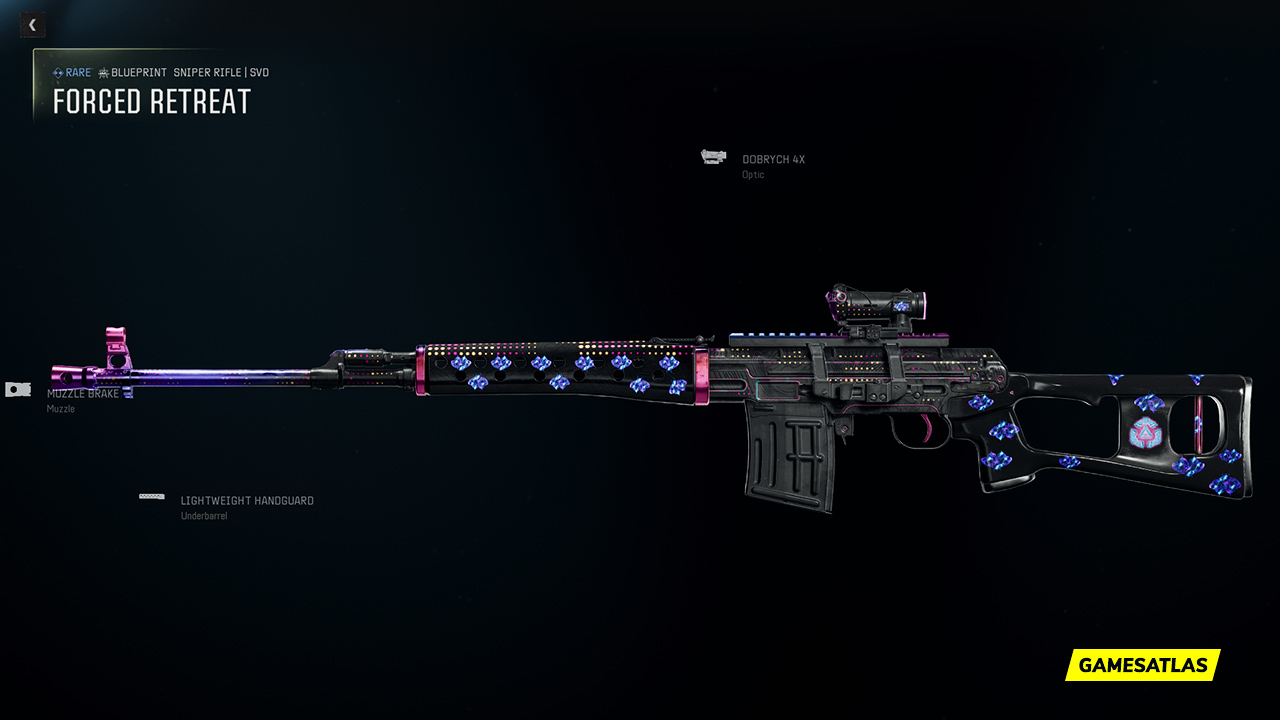 RARE BLUEPRINT SNIPER RIFLE | SVD
FORCED RETREAT
DOBRYCH 4X
Optic
MUZZLE BRAKE
Muzzle
LIGHTWEIGHT HANDGUARD
Underbarrel
GAMESATLAS